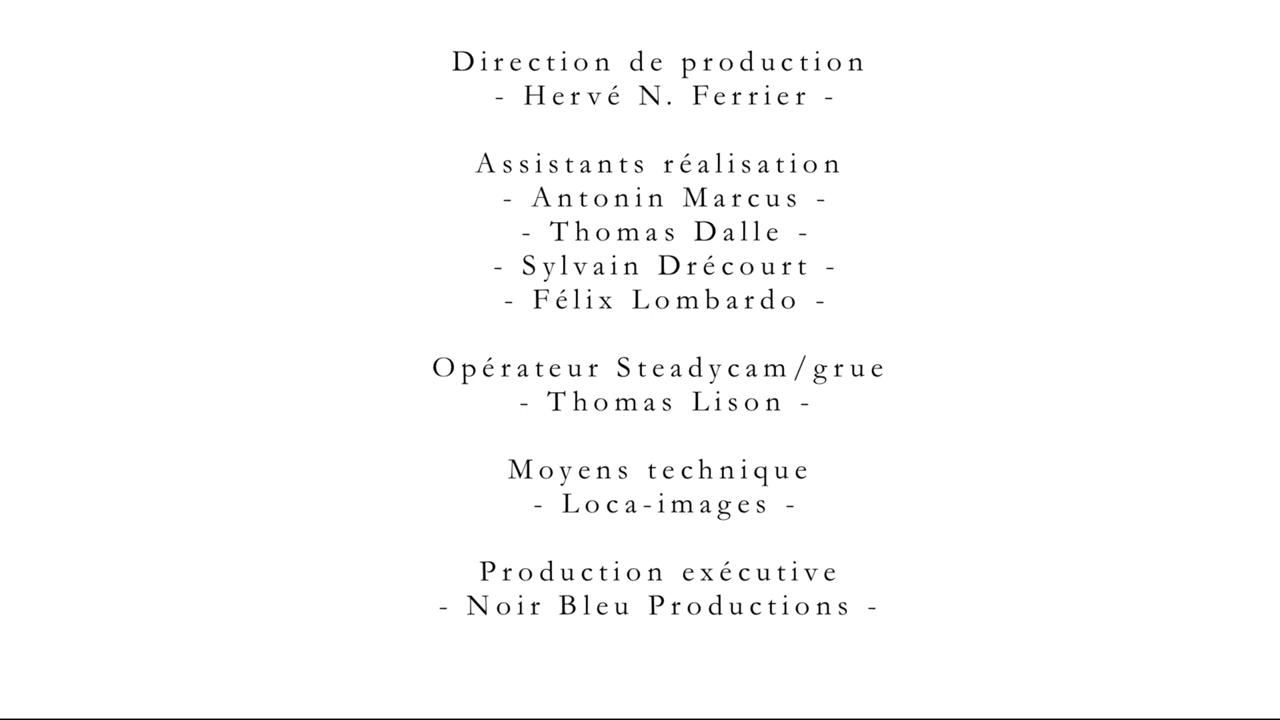 Direction de production
- Hervé N. Ferrier -
Assistants réalisation
- Antonin Marcus -
- Thomas Dalle -
- Sylvain Drécourt -
- Félix Lombardo -
Opérateur Steadycam/grue
- Thomas Lison -
Moyens technique
- Loca-images -
Production exécutive
- Noir Bleu Productions -